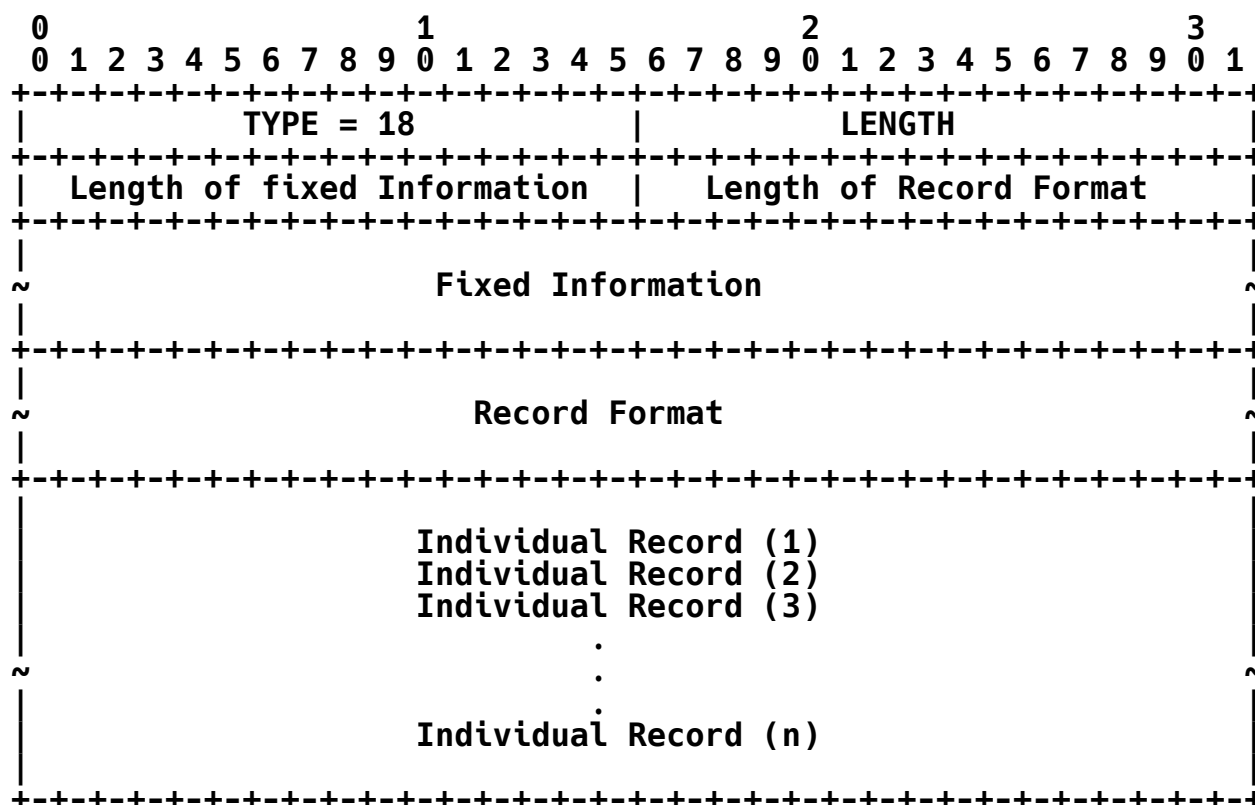 0                   1                   2                   3
 0 1 2 3 4 5 6 7 8 9 0 1 2 3 4 5 6 7 8 9 0 1 2 3 4 5 6 7 8 9 0 1
+-+-+-+-+-+-+-+-+-+-+-+-+-+-+-+-+-+-+-+-+-+-+-+-+-+-+-+-+-+-+-+-+
|           TYPE = 18           |          LENGTH               |
+-+-+-+-+-+-+-+-+-+-+-+-+-+-+-+-+-+-+-+-+-+-+-+-+-+-+-+-+-+-+-+-+
|  Length of fixed Information  |   Length of Record Format     |
+-+-+-+-+-+-+-+-+-+-+-+-+-+-+-+-+-+-+-+-+-+-+-+-+-+-+-+-+-+-+-+-+
|                                                               |
~                     Fixed Information                         ~
|                                                               |
+-+-+-+-+-+-+-+-+-+-+-+-+-+-+-+-+-+-+-+-+-+-+-+-+-+-+-+-+-+-+-+-+
|                                                               |
~                       Record Format                           ~
|                                                               |
+-+-+-+-+-+-+-+-+-+-+-+-+-+-+-+-+-+-+-+-+-+-+-+-+-+-+-+-+-+-+-+-+
|                                                               |
|                    Individual Record (1)                      |
|                    Individual Record (2)                      |
|                    Individual Record (3)                      |
|                             .                                 |
~                             .                                 ~
|                             .                                 |
|                    Individual Record (n)                      |
|                                                               |
+-+-+-+-+-+-+-+-+-+-+-+-+-+-+-+-+-+-+-+-+-+-+-+-+-+-+-+-+-+-+-+-+